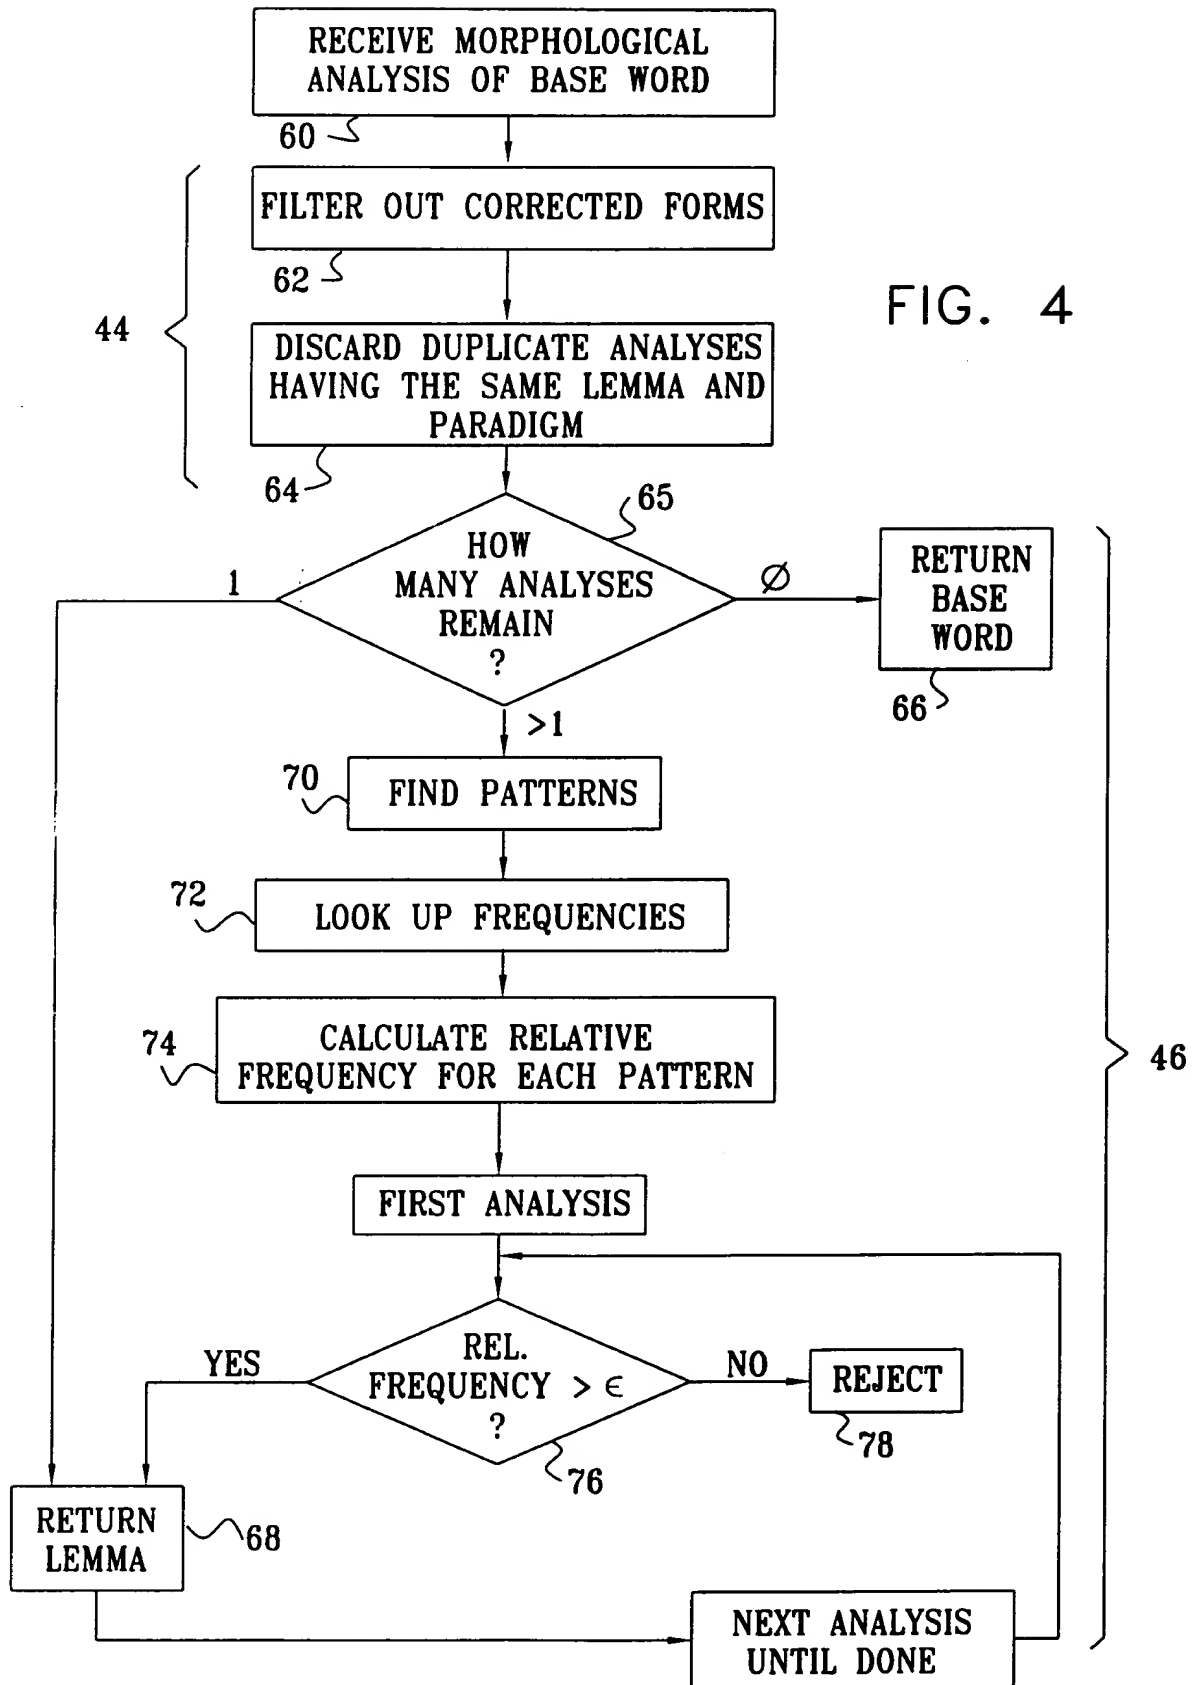 RECEIVE MORPHOLOGICAL
ANALYSIS OF BASE WORD
60
FILTER OUT CORRECTED FORMS
62
FIG. 4
44
DISCARD DUPLICATE ANALYSES
HAVING THE SAME LEMMA AND
PARADIGM
64
65
HOW
MANY ANALYSES
REMAIN
?
1
Ø
RETURN
BASE
WORD
66
>1
70
FIND PATTERNS
72
LOOK UP FREQUENCIES
74
CALCULATE RELATIVE
FREQUENCY FOR EACH PATTERN
46
FIRST ANALYSIS
REL.
FREQUENCY > ϵ
?
YES
NO
REJECT
78
76
RETURN
LEMMA
68
NEXT ANALYSIS
UNTIL DONE